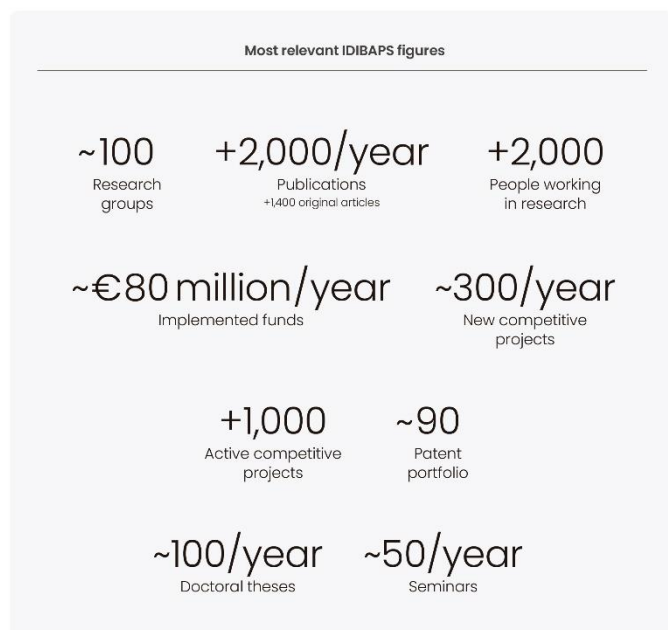 Most relevant IDIBAPS figures
~100
Research
groups
+2,000/year
Publications
+1,400 original articles
+2,000
People working
in research
~€80 million/year
Implemented funds
~300/year
New competitive
projects
+1,000
Active competitive
projects
~90
Patent
portfolio
~100/year
Doctoral theses
~50/year
Seminars